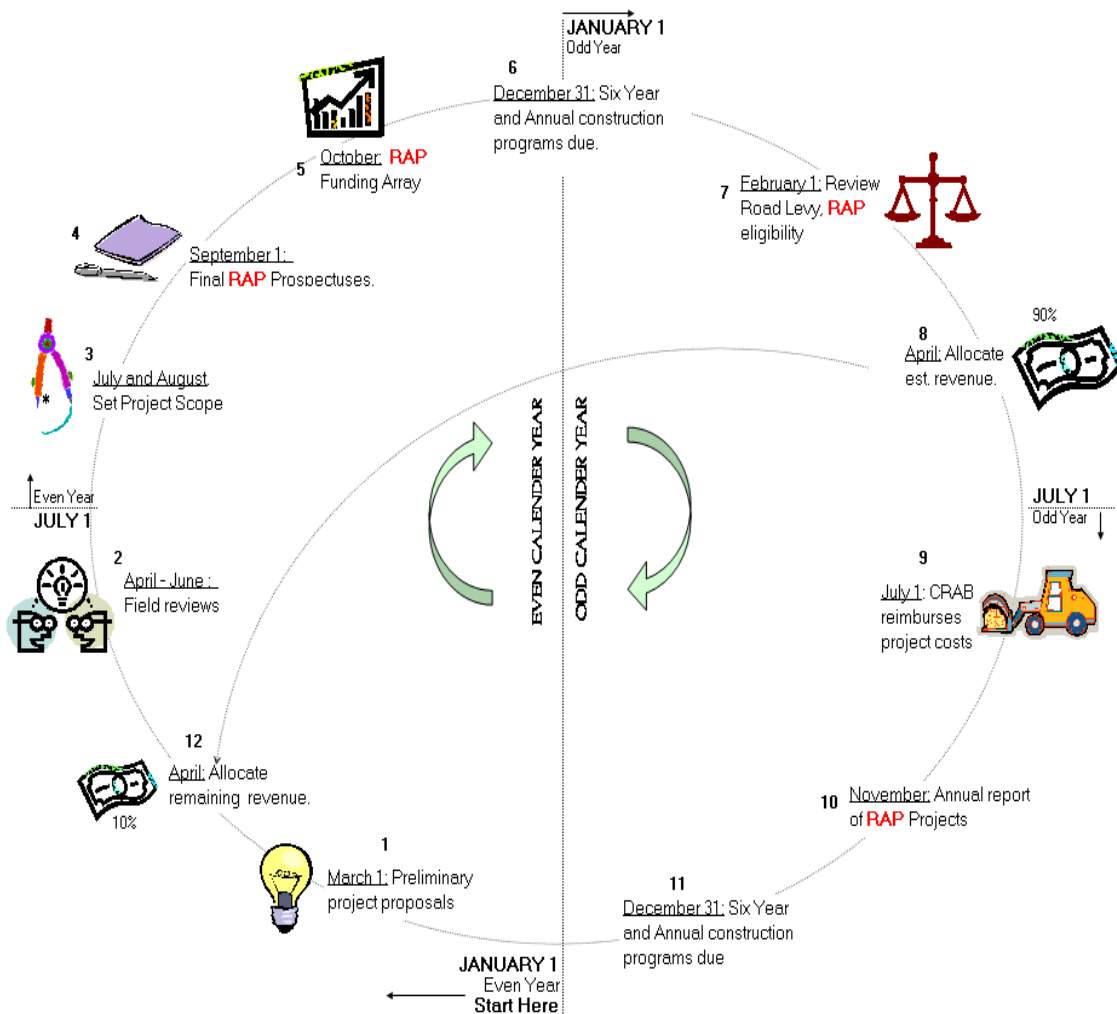 JANUARY 1
Odd Year
6
December 31: Six Year
and Annual construction
programs due.
5
October: RAP
Funding Array
7
February 1: Review
Road Levy, RAP
eligibility
4
September 1:
Final RAP Prospectuses.
90%
8
April: Allocate
est. revenue.
3
July and August
Set Project Scope
*
EVEN CALENDER YEAR
ODD CALENDER YEAR
Even Year
JULY 1
JULY 1
Odd Year
2
April - June :
Field reviews
9
July 1: CRAB
reimburses
project costs
12
April: Allocate
remaining revenue.
10%
10
November: Annual report
of RAP Projects
1
March 1: Preliminary
project proposals
11
December 31: Six Year
and Annual construction
programs due
JANUARY 1
Even Year
Start Here